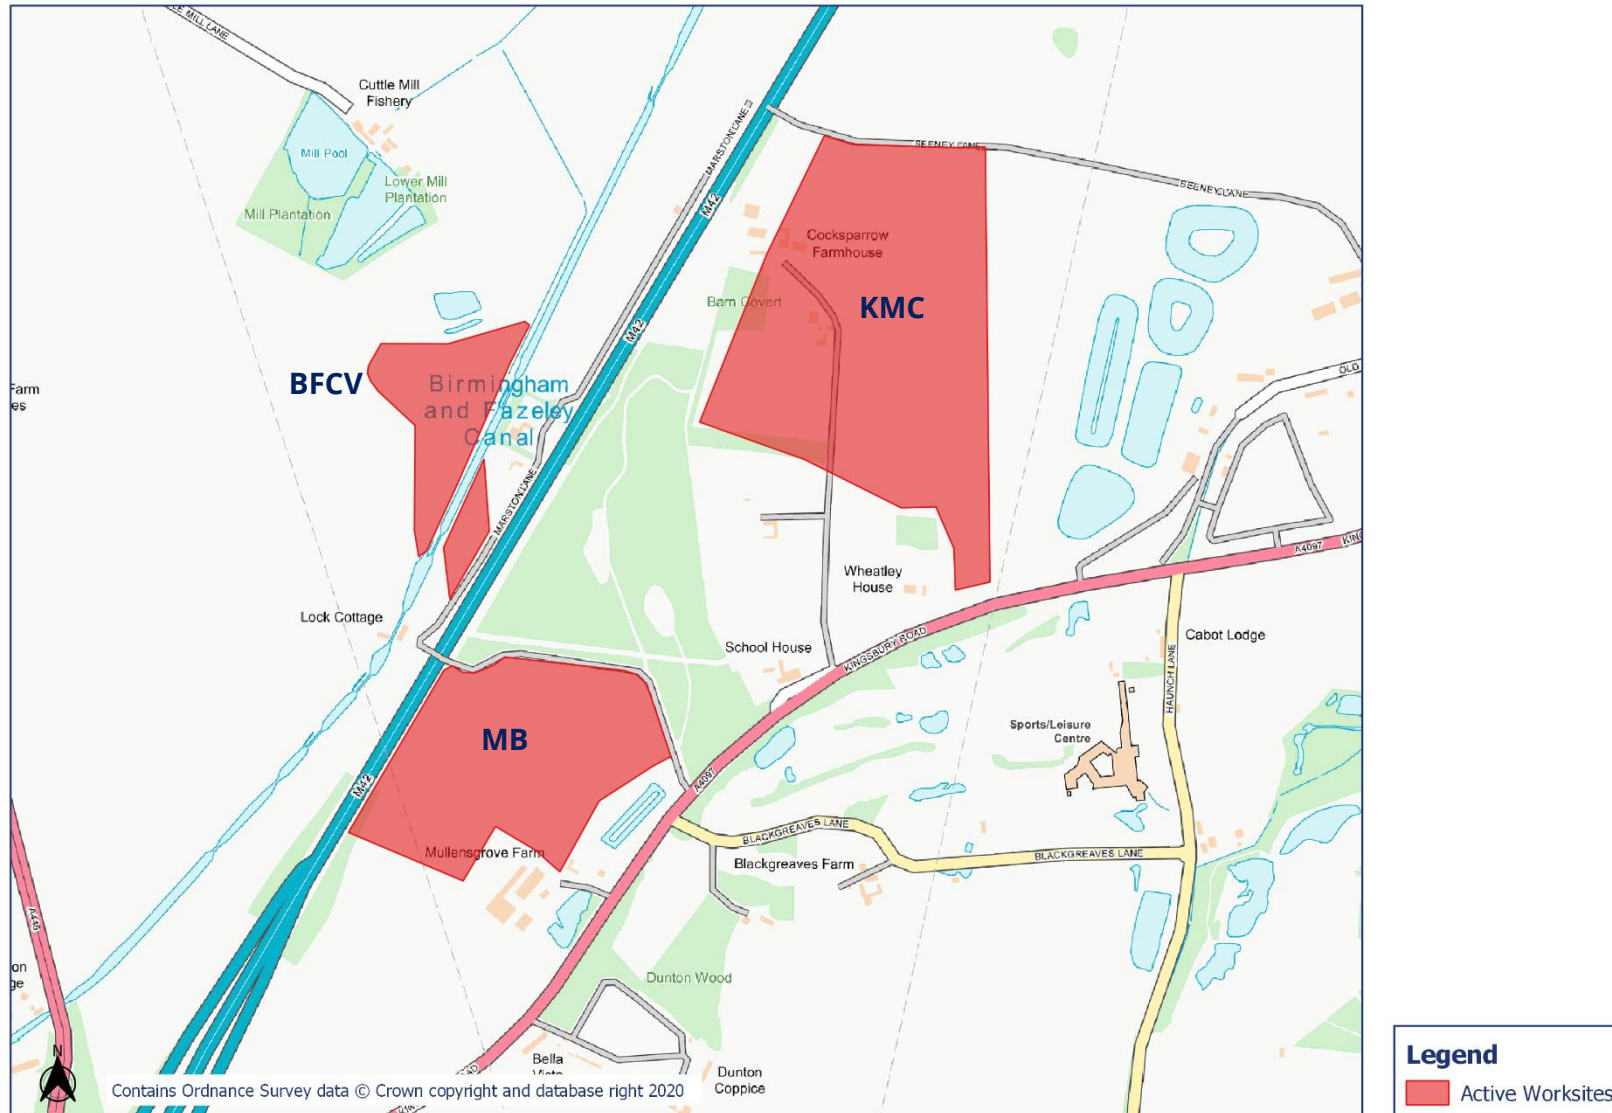 Cuttle Mill
Fishery
Mill Pool
Lower Mill
Plantation
Mill Plantation
MARSTON LANE
M42
SEENEY LANE
SEENEY LANE
Cocksparrow
Farmhouse
Barn Covert
KMC
M42
BFCV
Birmingham
and Fazeley
Canal
Farm
OLD
MARSTON LANE
A4097
Wheatley
House
Lock Cottage
School House
KINGSBURY ROAD
Cabot Lodge
HAUNCH LANE
Sports/Leisure
Centre
MB
M42
A4097
BLACKGREAVES LANE
Mullensgrove Farm
Blackgreaves Farm
BLACKGREAVES LANE
A446
Dunton Wood
N
Bella
Dunton
Coppice
Contains Ordnance Survey data © Crown copyright and database right 2020
Legend
Active Worksites